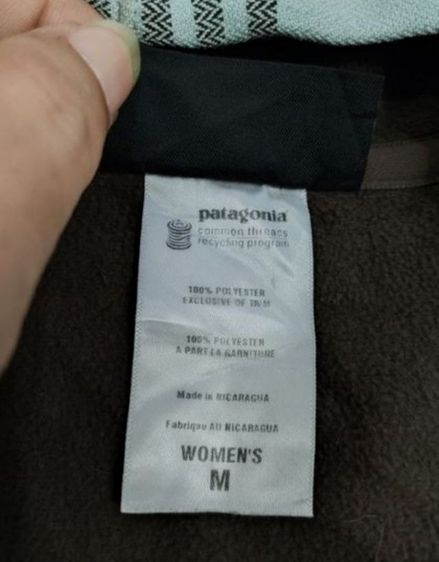 patagonia
common threads
recycling program
100% POLYESTER
EXCLUSIVE OF TRIM
100% POLYESTER
A PART LA GARNITURE
Made in NICARAGUA
Fabrique AU NICARAGUA
WOMEN'S
M